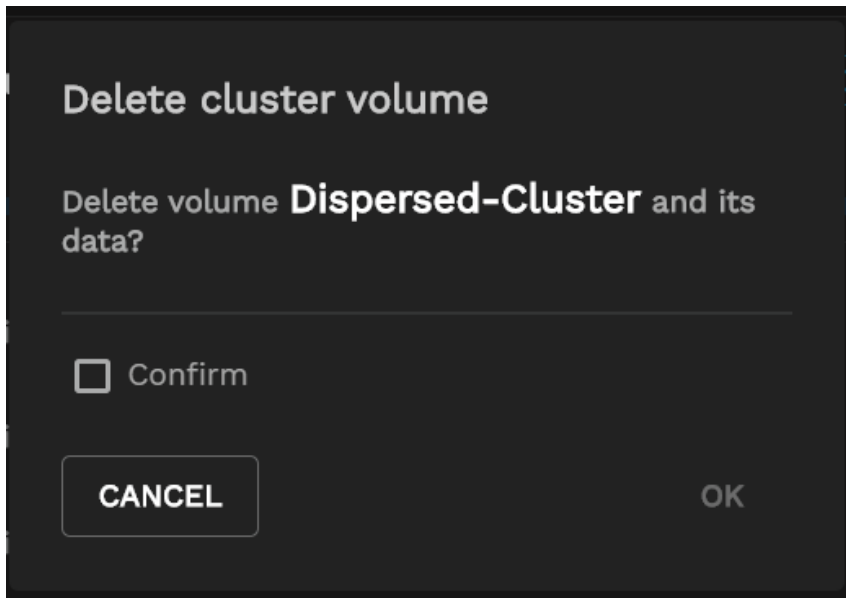 Delete cluster volume
Delete volume Dispersed-Cluster and its
data?
Confirm
CANCEL OK